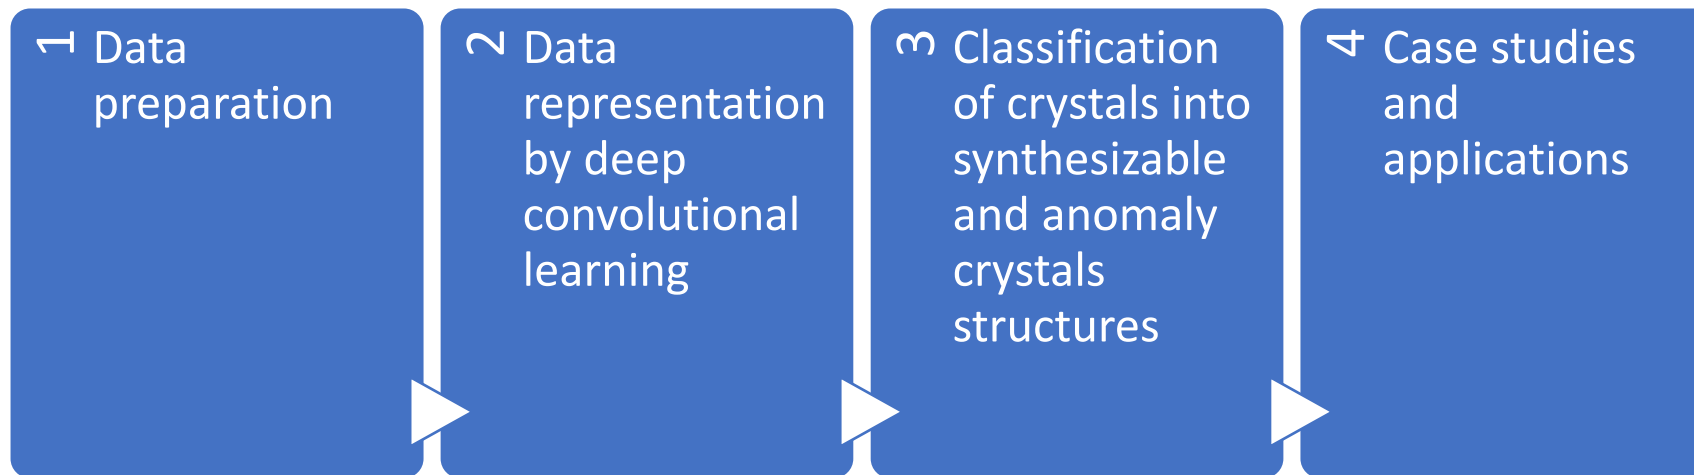 1
Data
preparation
2
Data
representation
by deep
convolutional
learning
3
Classification
of crystals into
synthesizable
and anomaly
crystals
structures
4
Case studies
and
applications